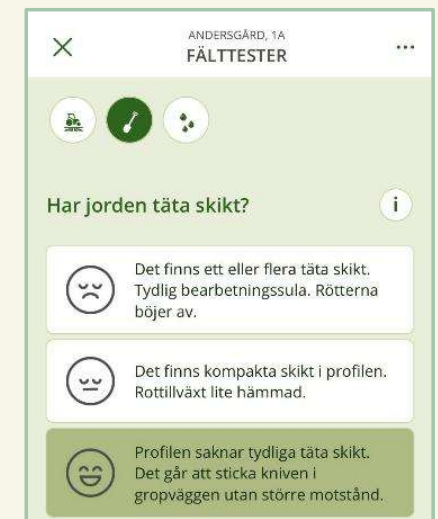 ANDERSGÅRD, 1A
FÄLTTESTER
Har jorden täta skikt?
i
Det finns ett eller flera täta skikt.
Tydlig bearbetningssula. Rötterna
böjer av.
Det finns kompakta skikt i profilen.
Rottillväxt lite hämmad.
Profilen saknar tydliga täta skikt.
Det går att sticka kniven i
gropväggen utan större motstånd.